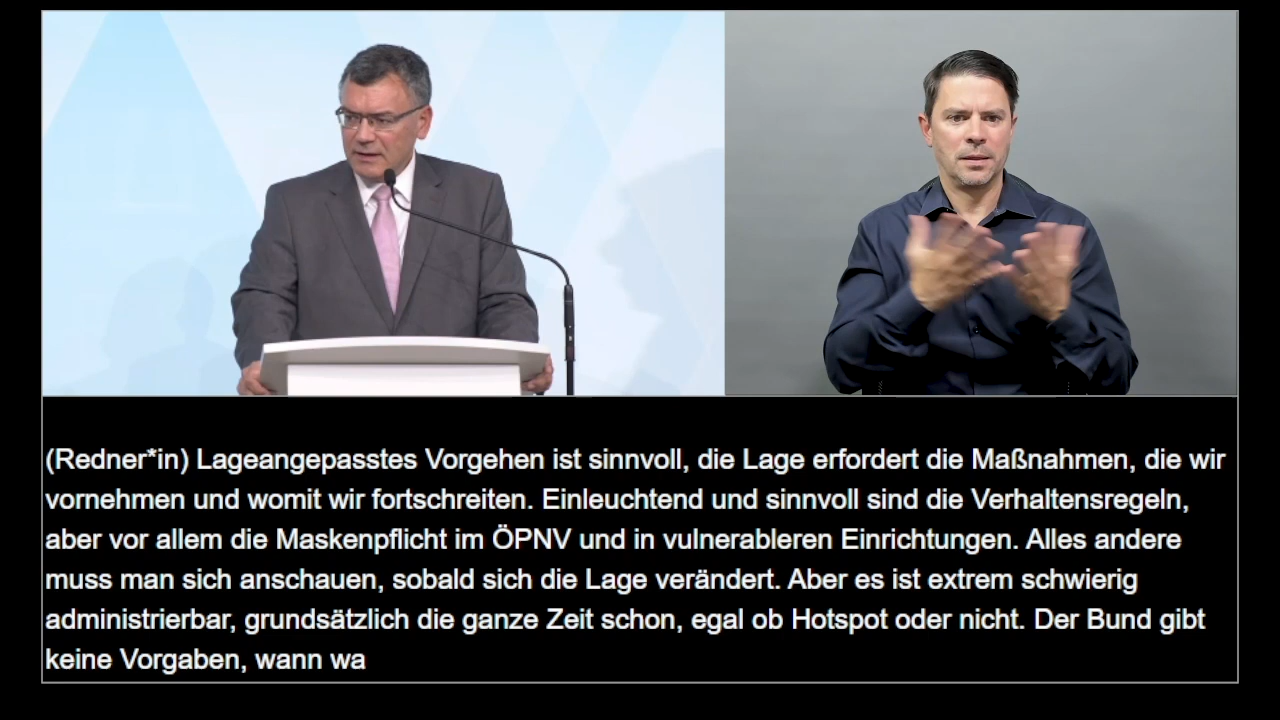 (Redner*in) Lageangepasstes Vorgehen ist sinnvoll, die Lage erfordert die Maßnahmen, die wir
vornehmen und womit wir fortschreiten. Einleuchtend und sinnvoll sind die Verhaltensregeln,
aber vor allem die Maskenpflicht im ÖPNV und in vulnerableren Einrichtungen. Alles andere
muss man sich anschauen, sobald sich die Lage verändert. Aber es ist extrem schwierig
administrierbar, grundsätzlich die ganze Zeit schon, egal ob Hotspot oder nicht. Der Bund gibt
keine Vorgaben, wann wa